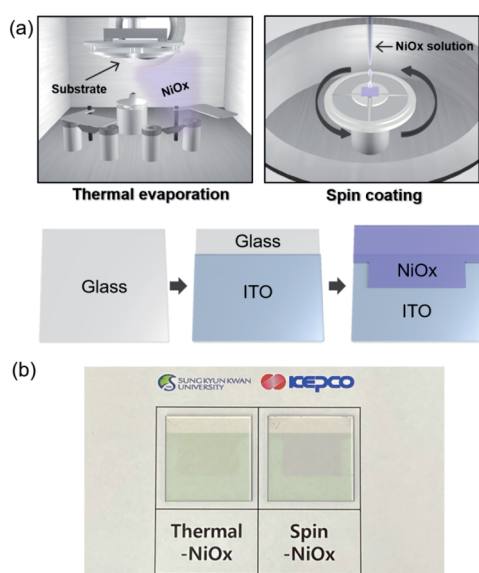 (a)
Substrate
NiOx
NiOx solution
Thermal evaporation
Spin coating
Glass
Glass
ITO
NiOx
ITO
(b)
SUNGKYUNKWAN
UNIVERSITY
KEPCO
Thermal
-NiOx
Spin
-NiOx